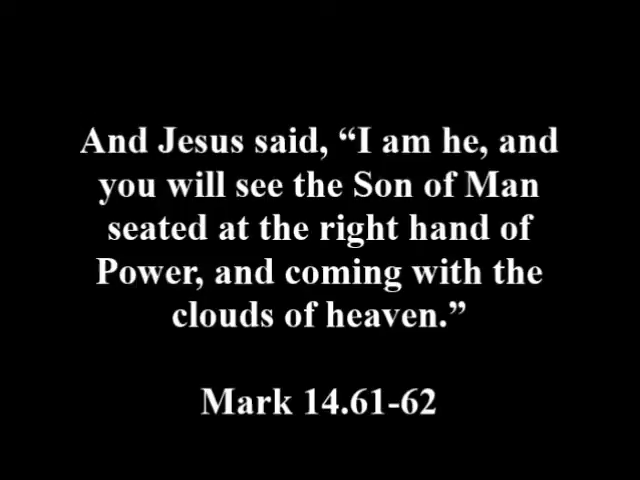 And Jesus said, “I am he, and
you will see the Son of Man
seated at the right hand of
Power, and coming with the
clouds of heaven.”
Mark 14.61-62